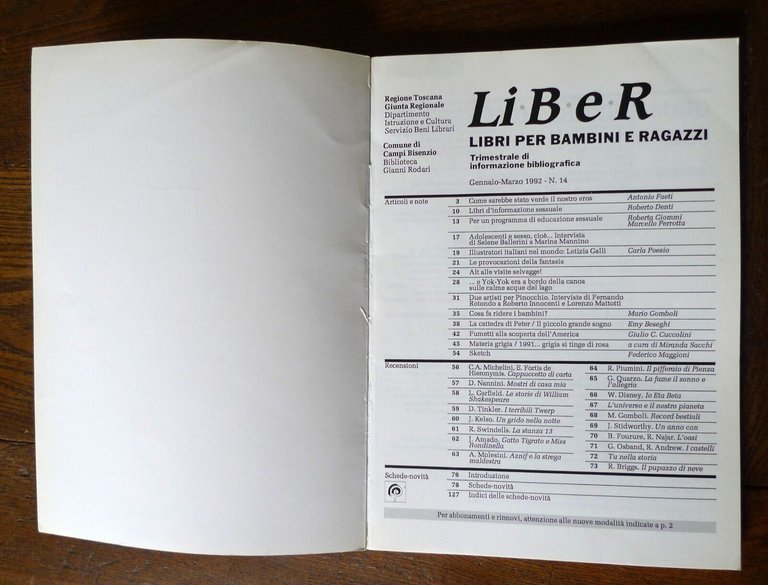 Regione Toscana
Giunta Regionale
Dipartimento
Istruzione e Cultura
Servizio Beni Librari
Comune di
Campi Bisenzio
Biblioteca
Gianni Rodari
Li·B·e·R
LIBRI PER BAMBINI E RAGAZZI
Trimestrale di
informazione bibliografica
Gennaio-Marzo 1992 - N. 14
Articoli e note
3 Come sarebbe stato verde il nostro eros Antonio Faeti
10 Libri d'informazione sessuale Roberto Denti
13 Per un programma di educazione sessuale Roberta Giommi
Marcello Perrotta
17 Adolescenti e sesso, cioè... Intervista
di Selene Ballerini a Marina Mannino
19 Illustratori italiani nel mondo: Letizia Galli Carla Poesio
21 Le provocazioni della fantasia
24 Alt alle visite selvagge!
28 ... e Yok-Yok era a bordo della canoa
sulle calme acque del lago
31 Due artisti per Pinocchio. Interviste di Fernando
Rotondo a Roberto Innocenti e Lorenzo Mattotti
35 Cosa fa ridere i bambini? Mario Gomboli
38 La cattedra di Peter / Il piccolo grande sogno Emy Beseghi
42 Fumetti alla scoperta dell'America Giulio C. Cuccolini
45 Materia grigia / 1991... grigia si tinge di rosa a cura di Miranda Sacchi
54 Sketch Federico Maggioni
Recensioni
56 C.A. Michelini, E. Fortis de
Hieronymis. Cappuccetto di carta
57 D. Nannini. Mostri di casa mia
58 L. Garfield. Le storie di William
Shakespeare
59 D. Tinkler. I terribili Twerp
60 J. Kelso. Un grido nella notte
61 R. Swindells. La stanza 13
62 J. Amado, Gatto Tigrato e Miss
Rondinella
63 A. Molesini. Aznif e la strega
maldestra
64 R. Piumini. Il pifferaio di Pienza
65 G. Quarzo. La fame il sonno e
l'allegria
66 W. Disney. Io Eta Beta
67 L'universo e il nostro pianeta
68 M. Gomboli. Record bestiali
69 J. Stidworthy. Un anno con
70 B. Fourure, R. Najar. L'oasi
71 G. Osband, R. Andrew. I castelli
72 Tu nella storia
73 R. Briggs. Il pupazzo di neve
Schede-novità
76 Introduzione
78 Schede-novità
127 Indici delle schede-novità
Per abbonamenti e rinnovi, attenzione alle nuove modalità indicate a p. 2